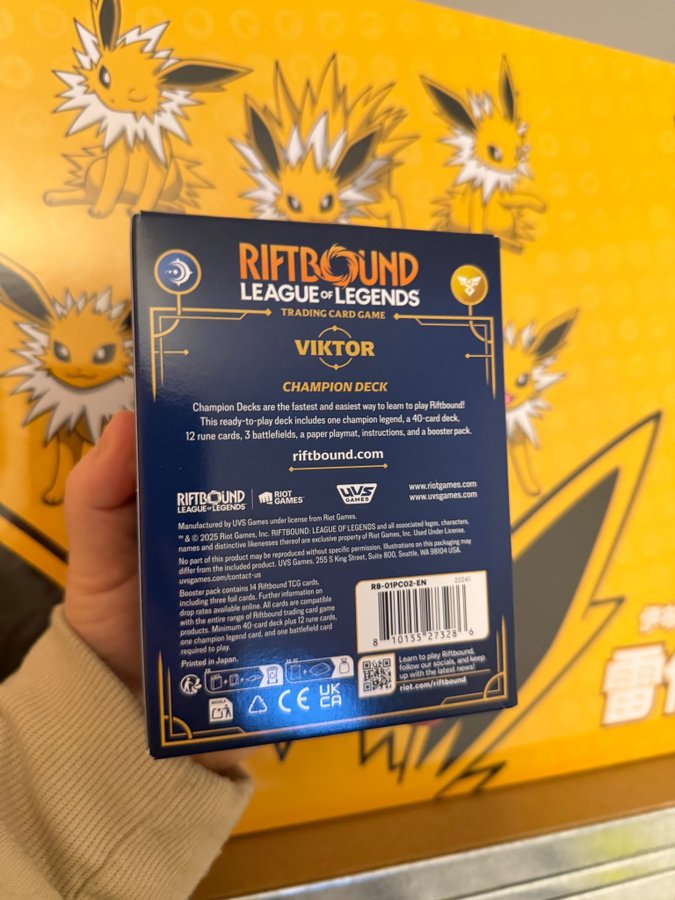 RIFTBOUND
LEAGUE OF LEGENDS
TRADING CARD GAME
VIKTOR
CHAMPION DECK
Champion Decks are the fastest and easiest way to learn to play Riftbound!
This ready-to-play deck includes one champion legend, a 40-card deck,
12 rune cards, 3 battlefields, a paper playmat, instructions, and a booster pack.
riftbound.com
RIFTBOUND
LEAGUE OF LEGENDS
RIOT
GAMES
UVS
GAMES
www.riotgames.com
www.uvsgames.com
Manufactured by UVS Games under license from Riot Games.
™ & © 2025 Riot Games, Inc. RIFTBOUND: LEAGUE OF LEGENDS and all associated logos, characters,
names and distinctive likenesses thereof are exclusive property of Riot Games, Inc. Used Under License.
No part of this product may be reproduced without specific permission. Illustrations on this packaging may
differ from the included product. UVS Games, 255 S King Street, Suite 800, Seattle, WA 98104 USA.
uvsgames.com/contact-us
Booster pack contains 14 Riftbound TCG cards,
including three foil cards. Further information on
drop rates available online. All cards are compatible
with the entire range of Riftbound trading card game
products. Minimum 40-card deck plus 12 rune cards,
one champion legend card, and one battlefield card
required to play.
Printed in Japan.
RB-01PC02-EN
22241
8 10155 27328 6
Learn to play Riftbound,
follow our socials, and keep
up with the latest news!
riot.com/riftbound
CE
UK
CA
雷